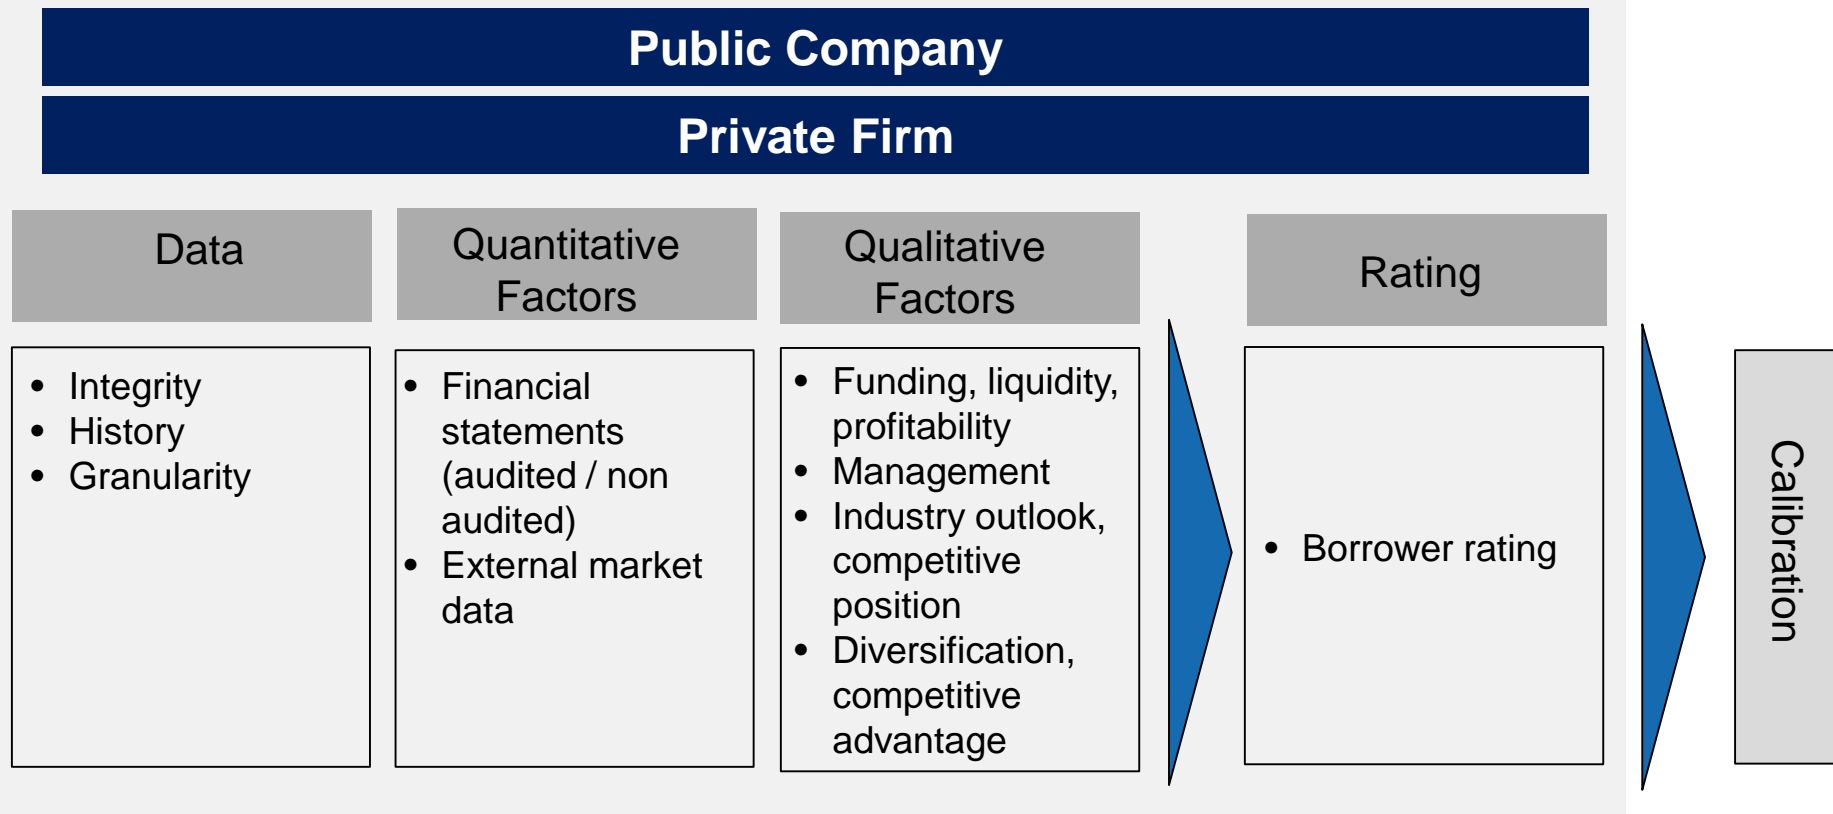 Public Company
Private Firm
Data
Quantitative
Factors
Qualitative
Factors
Rating
• Integrity
• History
• Granularity
• Financial
statements
(audited / non
audited)
• External market
data
• Funding, liquidity,
profitability
• Management
• Industry outlook,
competitive
position
• Diversification,
competitive
advantage
• Borrower rating
Calibration